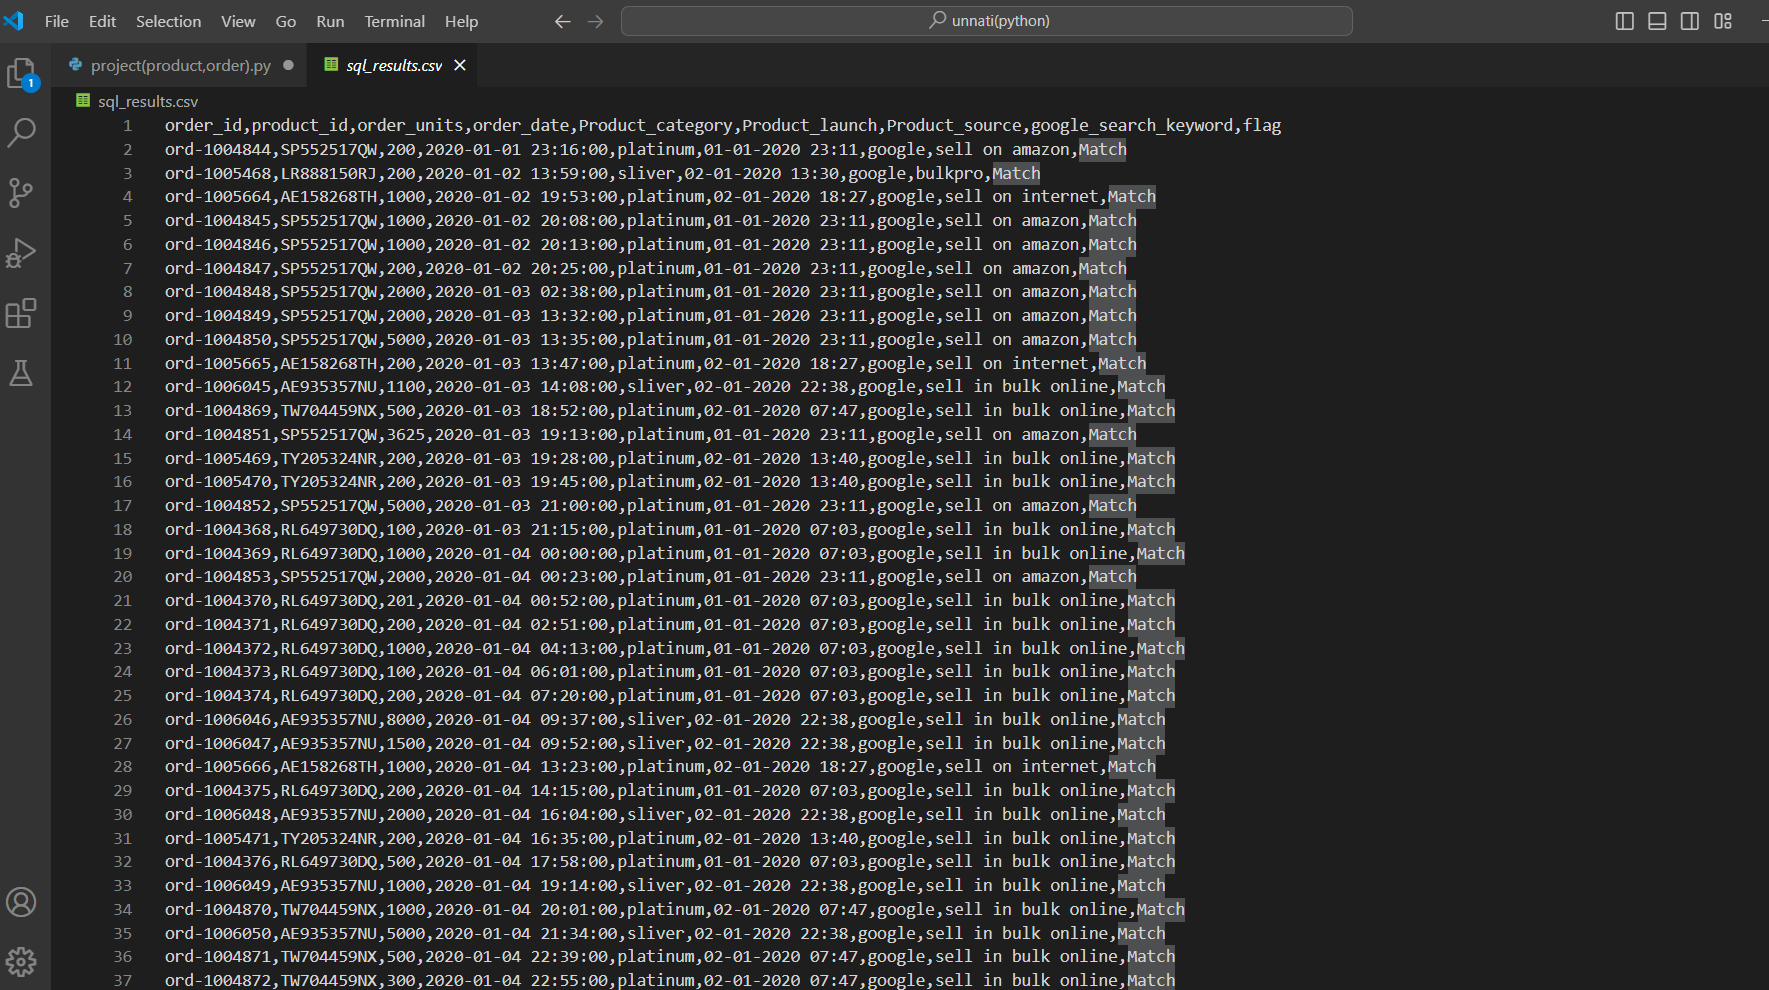 File Edit Selection View Go Run Terminal Help unnati(python)
project(product,order).py sql_results.csv
1
sql_results.csv
1 order_id,product_id,order_units,order_date,Product_category,Product_launch,Product_source,google_search_keyword,flag
2 ord-1004844,SP552517QW,200,2020-01-01 23:16:00,platinum,01-01-2020 23:11,google,sell on amazon,Match
3 ord-1005468,LR888150RJ,200,2020-01-02 13:59:00,sliver,02-01-2020 13:30,google,bulkpro,Match
4 ord-1005664,AE158268TH,1000,2020-01-02 19:53:00,platinum,02-01-2020 18:27,google,sell on internet,Match
5 ord-1004845,SP552517QW,1000,2020-01-02 20:08:00,platinum,01-01-2020 23:11,google,sell on amazon,Match
6 ord-1004846,SP552517QW,1000,2020-01-02 20:13:00,platinum,01-01-2020 23:11,google,sell on amazon,Match
7 ord-1004847,SP552517QW,200,2020-01-02 20:25:00,platinum,01-01-2020 23:11,google,sell on amazon,Match
8 ord-1004848,SP552517QW,2000,2020-01-03 02:38:00,platinum,01-01-2020 23:11,google,sell on amazon,Match
9 ord-1004849,SP552517QW,2000,2020-01-03 13:32:00,platinum,01-01-2020 23:11,google,sell on amazon,Match
10 ord-1004850,SP552517QW,5000,2020-01-03 13:35:00,platinum,01-01-2020 23:11,google,sell on amazon,Match
11 ord-1005665,AE158268TH,200,2020-01-03 13:47:00,platinum,02-01-2020 18:27,google,sell on internet,Match
12 ord-1006045,AE935357NU,1100,2020-01-03 14:08:00,sliver,02-01-2020 22:38,google,sell in bulk online,Match
13 ord-1004869,TW704459NX,500,2020-01-03 18:52:00,platinum,02-01-2020 07:47,google,sell in bulk online,Match
14 ord-1004851,SP552517QW,3625,2020-01-03 19:13:00,platinum,01-01-2020 23:11,google,sell on amazon,Match
15 ord-1005469,TY205324NR,200,2020-01-03 19:28:00,platinum,02-01-2020 13:40,google,sell in bulk online,Match
16 ord-1005470,TY205324NR,200,2020-01-03 19:45:00,platinum,02-01-2020 13:40,google,sell in bulk online,Match
17 ord-1004852,SP552517QW,5000,2020-01-03 21:00:00,platinum,01-01-2020 23:11,google,sell on amazon,Match
18 ord-1004368,RL649730DQ,100,2020-01-03 21:15:00,platinum,01-01-2020 07:03,google,sell in bulk online,Match
19 ord-1004369,RL649730DQ,1000,2020-01-04 00:00:00,platinum,01-01-2020 07:03,google,sell in bulk online,Match
20 ord-1004853,SP552517QW,2000,2020-01-04 00:23:00,platinum,01-01-2020 23:11,google,sell on amazon,Match
21 ord-1004370,RL649730DQ,201,2020-01-04 00:52:00,platinum,01-01-2020 07:03,google,sell in bulk online,Match
22 ord-1004371,RL649730DQ,200,2020-01-04 02:51:00,platinum,01-01-2020 07:03,google,sell in bulk online,Match
23 ord-1004372,RL649730DQ,1000,2020-01-04 04:13:00,platinum,01-01-2020 07:03,google,sell in bulk online,Match
24 ord-1004373,RL649730DQ,100,2020-01-04 06:01:00,platinum,01-01-2020 07:03,google,sell in bulk online,Match
25 ord-1004374,RL649730DQ,200,2020-01-04 07:20:00,platinum,01-01-2020 07:03,google,sell in bulk online,Match
26 ord-1006046,AE935357NU,8000,2020-01-04 09:37:00,sliver,02-01-2020 22:38,google,sell in bulk online,Match
27 ord-1006047,AE935357NU,1500,2020-01-04 09:52:00,sliver,02-01-2020 22:38,google,sell in bulk online,Match
28 ord-1005666,AE158268TH,1000,2020-01-04 13:23:00,platinum,02-01-2020 18:27,google,sell on internet,Match
29 ord-1004375,RL649730DQ,200,2020-01-04 14:15:00,platinum,01-01-2020 07:03,google,sell in bulk online,Match
30 ord-1006048,AE935357NU,2000,2020-01-04 16:04:00,sliver,02-01-2020 22:38,google,sell in bulk online,Match
31 ord-1005471,TY205324NR,200,2020-01-04 16:35:00,platinum,02-01-2020 13:40,google,sell in bulk online,Match
32 ord-1004376,RL649730DQ,500,2020-01-04 17:58:00,platinum,01-01-2020 07:03,google,sell in bulk online,Match
33 ord-1006049,AE935357NU,1000,2020-01-04 19:14:00,sliver,02-01-2020 22:38,google,sell in bulk online,Match
34 ord-1004870,TW704459NX,1000,2020-01-04 20:01:00,platinum,02-01-2020 07:47,google,sell in bulk online,Match
35 ord-1006050,AE935357NU,5000,2020-01-04 21:34:00,sliver,02-01-2020 22:38,google,sell in bulk online,Match
36 ord-1004871,TW704459NX,500,2020-01-04 22:39:00,platinum,02-01-2020 07:47,google,sell in bulk online,Match
37 ord-1004872,TW704459NX,300,2020-01-04 22:55:00,platinum,02-01-2020 07:47,google,sell in bulk online,Match